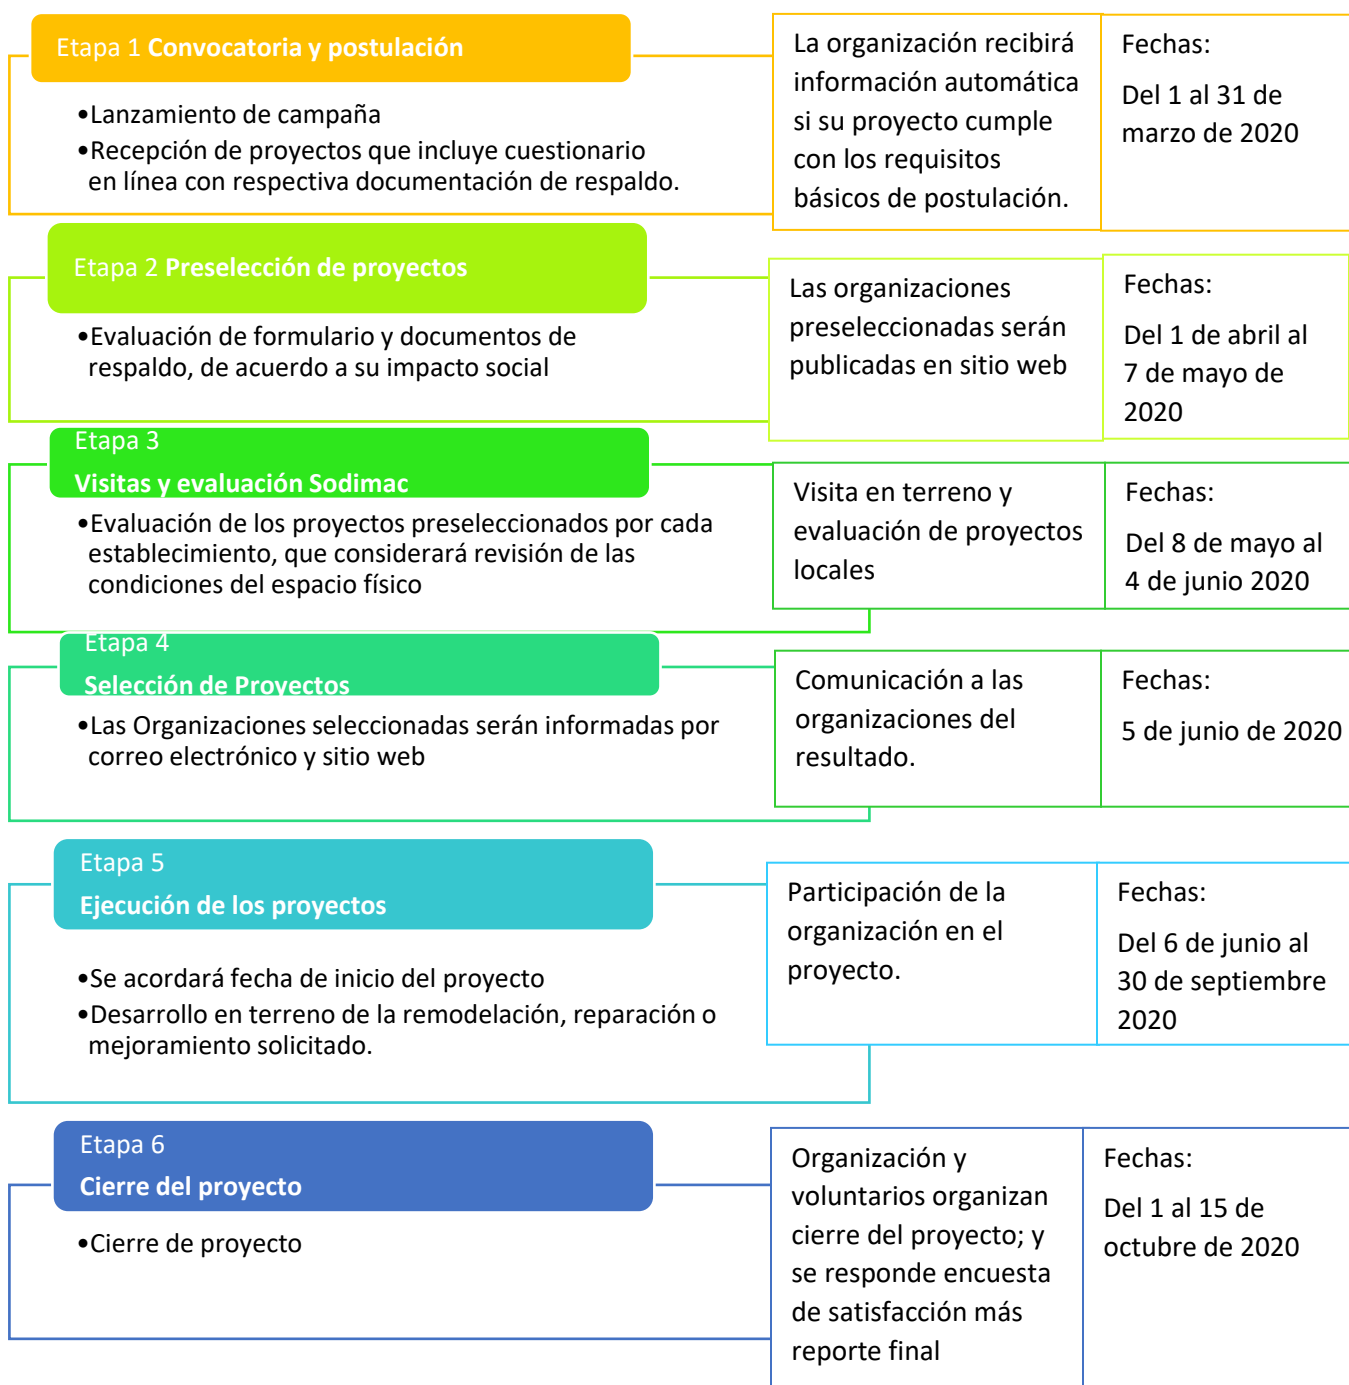 Etapa 1 Convocatoria y postulación
•Lanzamiento de campaña
•Recepción de proyectos que incluye cuestionario
en línea con respectiva documentación de respaldo.
La organización recibirá
información automática
si su proyecto cumple
con los requisitos
básicos de postulación.
Fechas:
Del 1 al 31 de
marzo de 2020
Etapa 2 Preselección de proyectos
•Evaluación de formulario y documentos de
respaldo, de acuerdo a su impacto social
Las organizaciones
preseleccionadas serán
publicadas en sitio web
Fechas:
Del 1 de abril al
7 de mayo de
2020
Etapa 3
Visitas y evaluación Sodimac
•Evaluación de los proyectos preseleccionados por cada
establecimiento, que considerará revisión de las
condiciones del espacio físico
Visita en terreno y
evaluación de proyectos
locales
Fechas:
Del 8 de mayo al
4 de junio 2020
Etapa 4
Selección de Proyectos
•Las Organizaciones seleccionadas serán informadas por
correo electrónico y sitio web
Comunicación a las
organizaciones del
resultado.
Fechas:
5 de junio de 2020
Etapa 5
Ejecución de los proyectos
•Se acordará fecha de inicio del proyecto
•Desarrollo en terreno de la remodelación, reparación o
mejoramiento solicitado.
Participación de la
organización en el
proyecto.
Fechas:
Del 6 de junio al
30 de septiembre
2020
Etapa 6
Cierre del proyecto
•Cierre de proyecto
Organización y
voluntarios organizan
cierre del proyecto; y
se responde encuesta
de satisfacción más
reporte final
Fechas:
Del 1 al 15 de
octubre de 2020